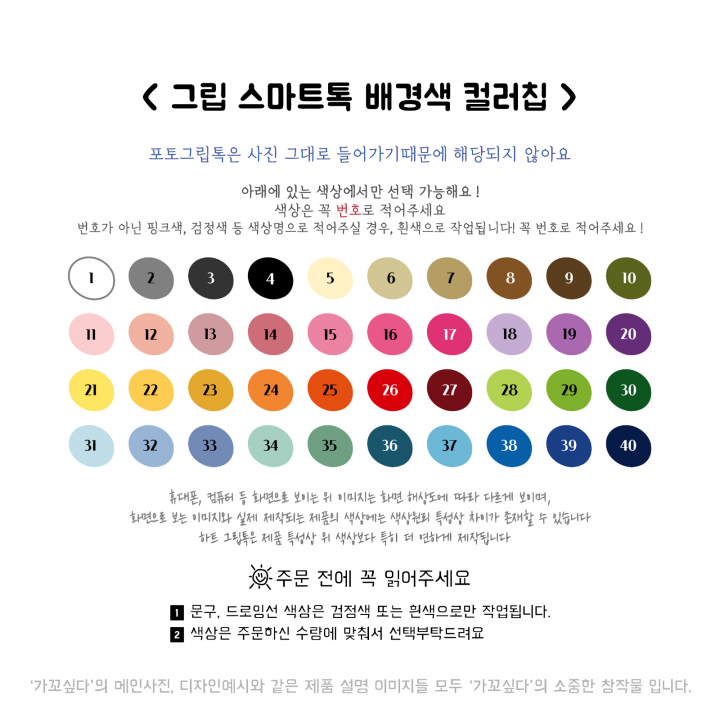 < 그립 스마트톡 배경색 컬러칩 >
포토그립톡은 사진 그대로 들어가기때문에 해당되지 않아요
아래에 있는 색상에서만 선택 가능해요 !
색상은 꼭 번호로 적어주세요
번호가 아닌 핑크색, 검정색 등 색상명으로 적어주실 경우, 흰색으로 작업됩니다! 꼭 번호로 적어주세요 !
1 2 3 4 5 6 7 8 9 10
11 12 13 14 15 16 17 18 19 20
21 22 23 24 25 26 27 28 29 30
31 32 33 34 35 36 37 38 39 40
휴대폰, 컴퓨터 등 화면으로 보이는 위 이미지는 화면 해상도에 따라 다르게 보이며,
화면으로 보는 이미지와 실제 제작되는 제품의 색상에는 색상원리 특성상 차이가 존재할 수 있습니다
하트 그립톡은 제품 특성상 위 색상보다 특히 더 연하게 제작됩니다
주문 전에 꼭 읽어주세요
1 문구, 드로잉선 색상은 검정색 또는 흰색으로만 작업됩니다.
2 색상은 주문하신 수량에 맞춰서 선택부탁드려요
'가꼬싶다'의 메인사진, 디자인예시와 같은 제품 설명 이미지들 모두 '가꼬싶다'의 소중한 창작물 입니다.